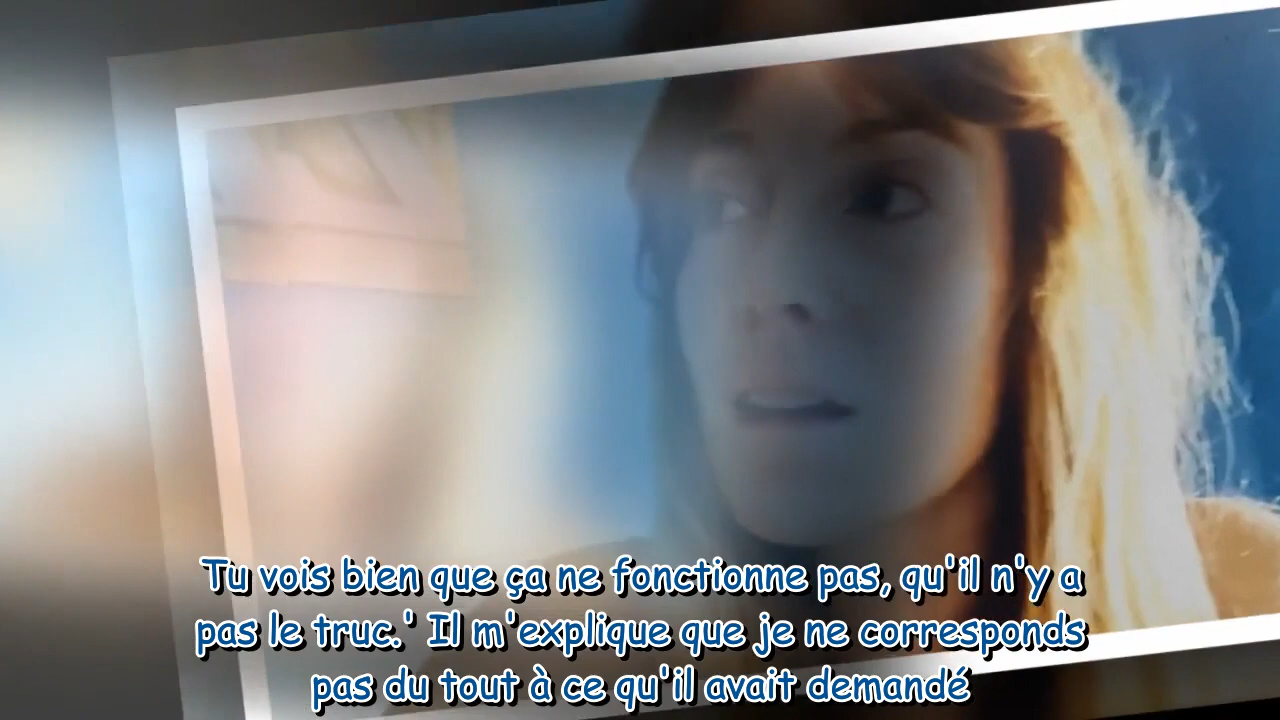 Tu vois bien que ça ne fonctionne pas, qu'il n'y a
pas le truc.' Il m'explique que je ne corresponds
pas du tout à ce qu'il avait demandé